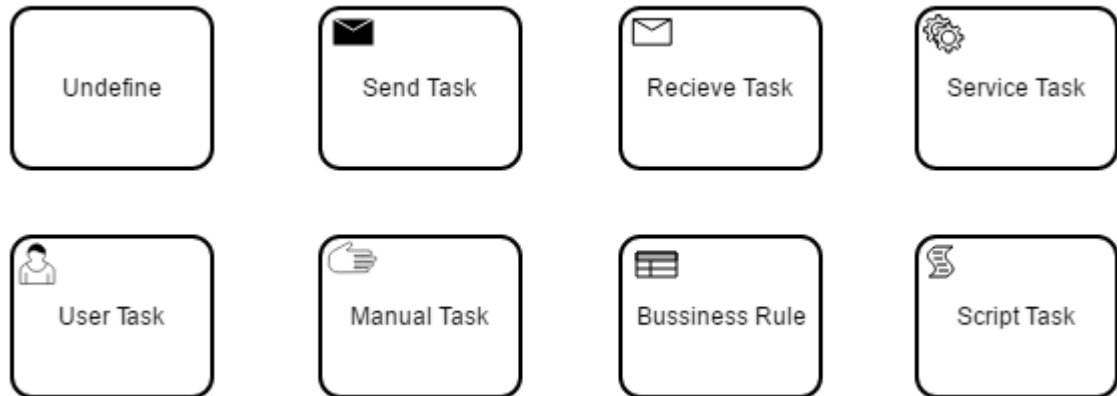 Undefine
Send Task
Recieve Task
Service Task
User Task
Manual Task
Bussiness Rule
Script Task